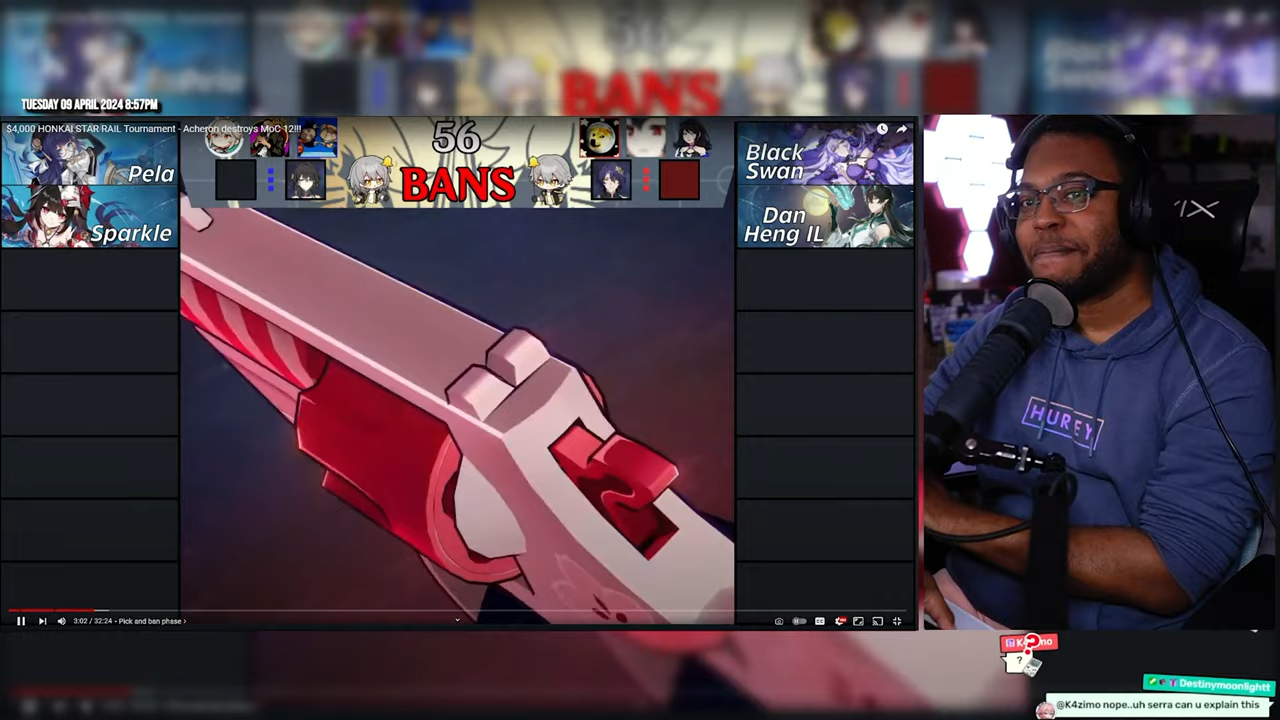 TUESDAY 09 APRIL 2024 8:57PM
$4,000 HONKAI STAR RAIL Tournament - Acheron destroys MoC 12!!!
56
BANS
Pela
Sparkle
Black
Swan
Dan
Heng IL
HUREY
3:02 / 32:24 • Pick and ban phase ›
?
Destinymoonlightt
@K4zimo nope..uh serra can u explain this